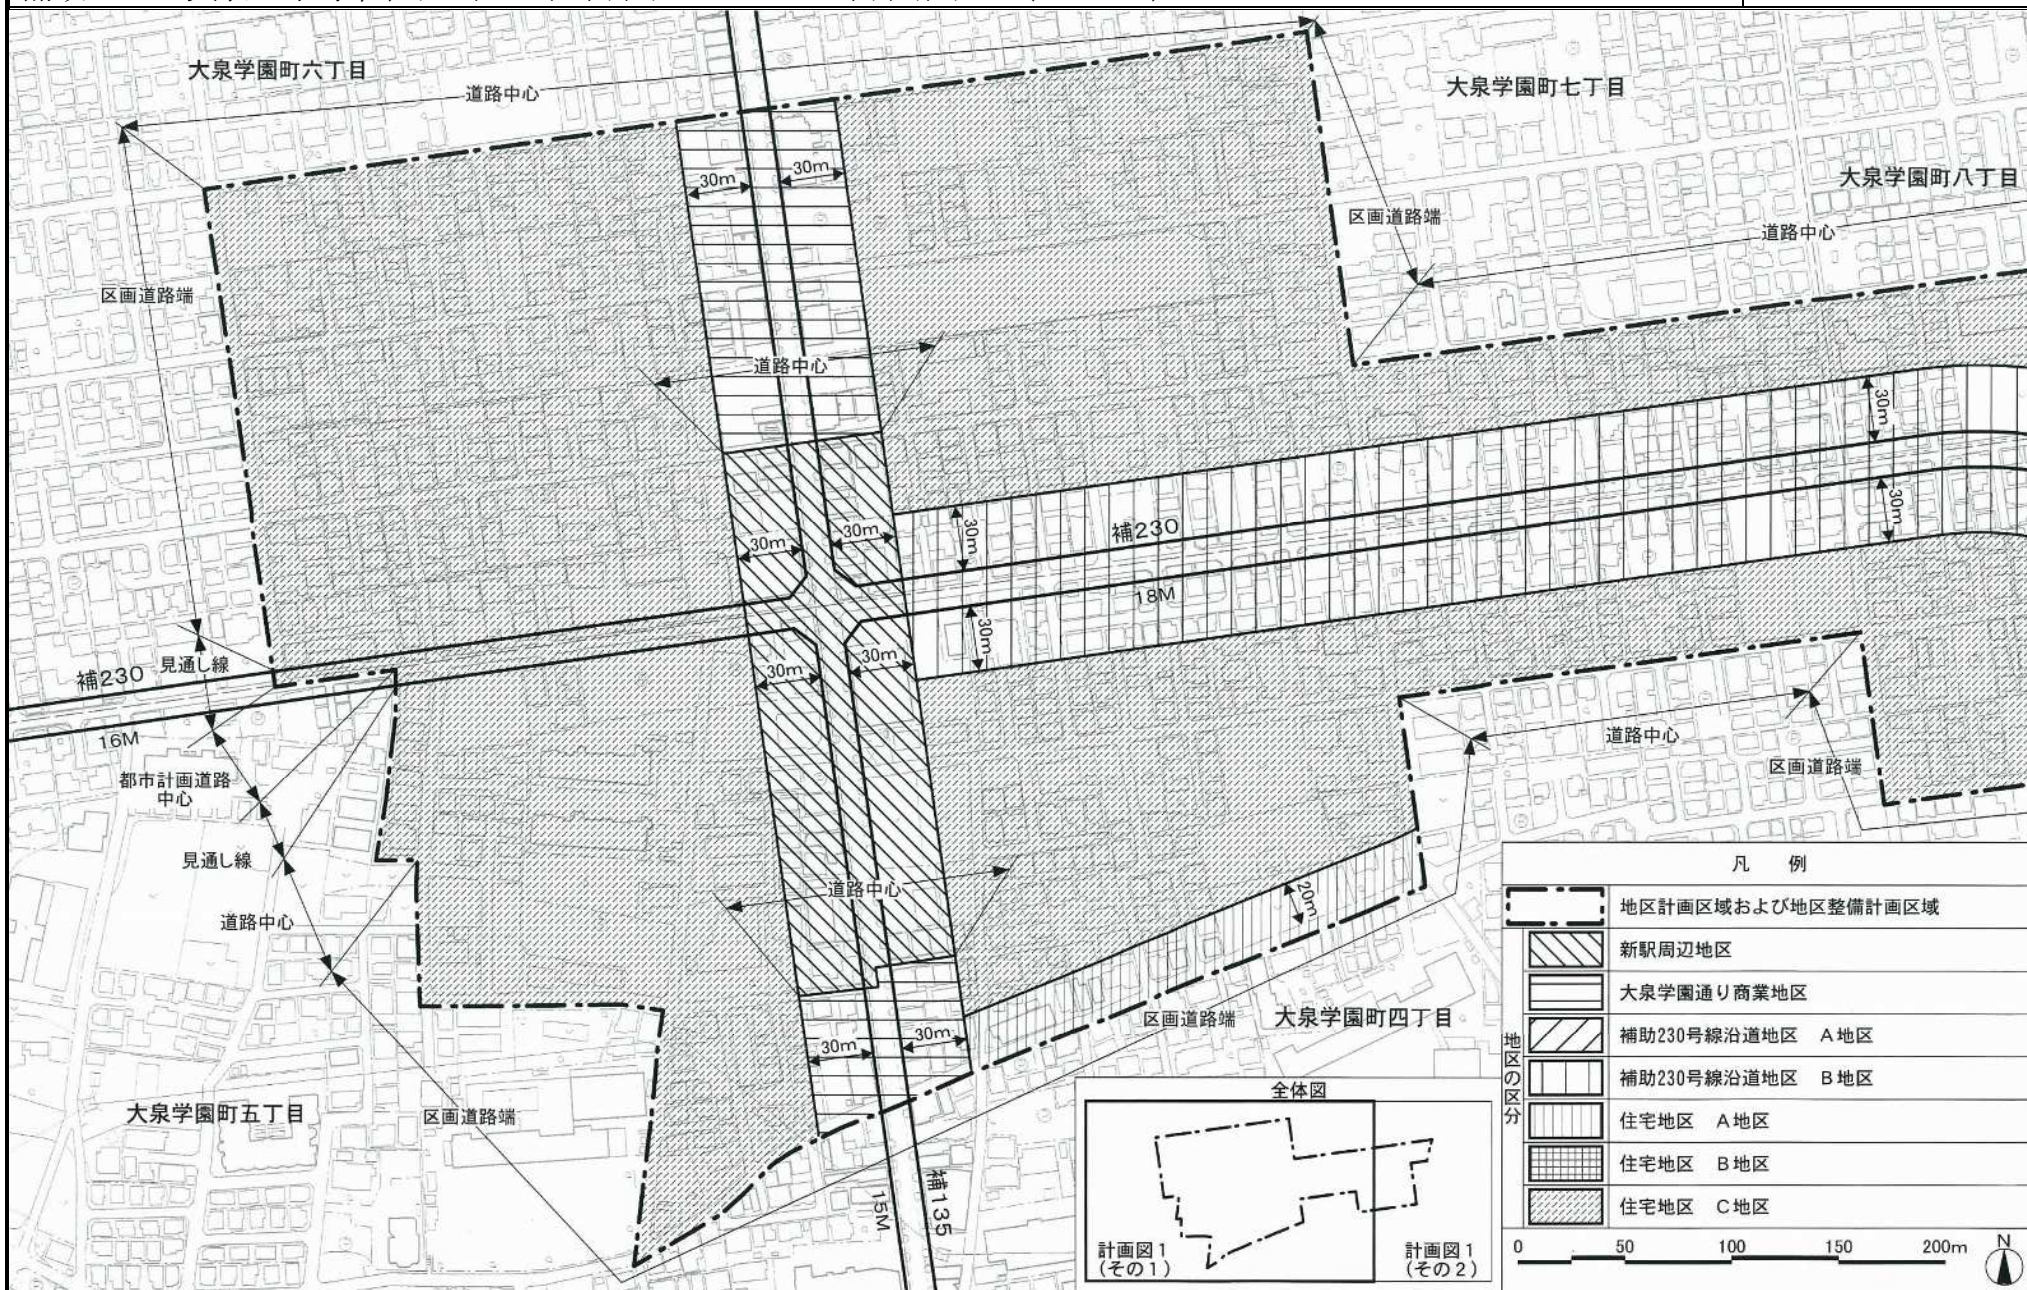 大泉学園町六丁目
道路中心
大泉学園町七丁目
大泉学園町八丁目
30m
30m
区画道路端
道路中心
区画道路端
道路中心
30m
30m
30m
30m
補230
30m
18M
30m
30m
30m
見通し線
補230
16M
道路中心
都市計画道路
中心
区画道路端
見通し線
道路中心
20m
道路中心
区画道路端
大泉学園町四丁目
30m
30m
大泉学園町五丁目
区画道路端
15M
補135
全体図
計画図1
(その1)
計画図1
(その2)
凡 例
地区計画区域および地区整備計画区域
地区の区分
新駅周辺地区
大泉学園通り商業地区
補助230号線沿道地区 A地区
補助230号線沿道地区 B地区
住宅地区 A地区
住宅地区 B地区
住宅地区 C地区
0 50 100 150 200m
N